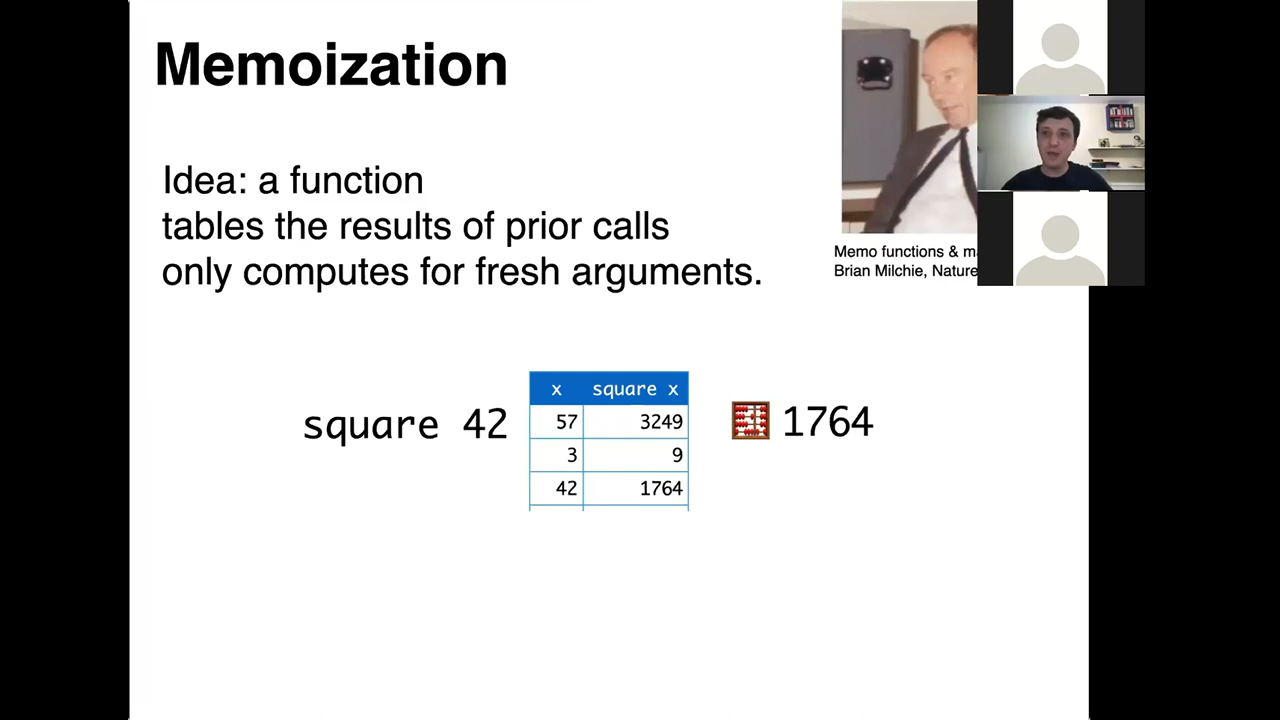 Memoization
Idea: a function
tables the results of prior calls
only computes for fresh arguments.
Memo functions & m
Brian Milchie, Nature
square 42
x square x
57 3249
3 9
42 1764
1764